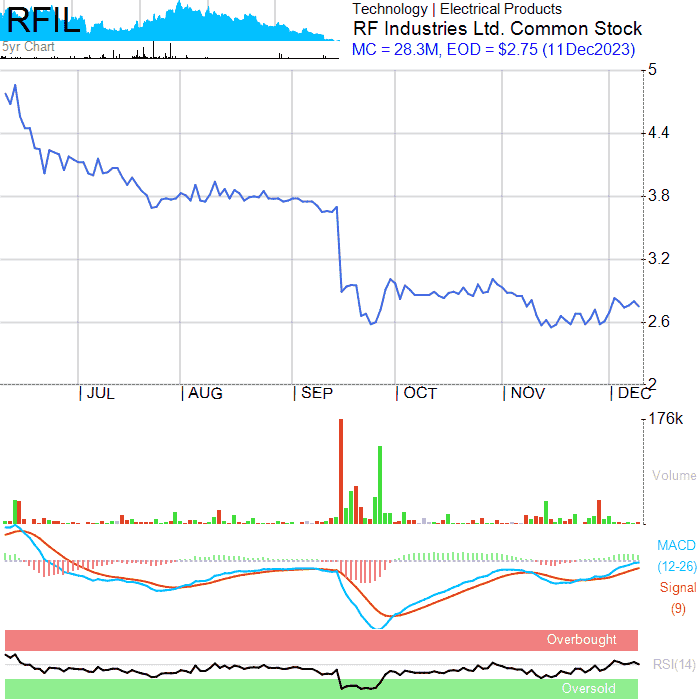 RFIL
5yr Chart
Technology | Electrical Products
RF Industries Ltd. Common Stock
MC = 28.3M, EOD = $2.75 (11Dec2023)
5
4.4
3.8
3.2
2.6
2
| JUL | AUG | SEP | OCT | NOV | DEC
176k
Volume
MACD
(12-26)
Signal
(9)
Overbought
RSI(14)
Oversold